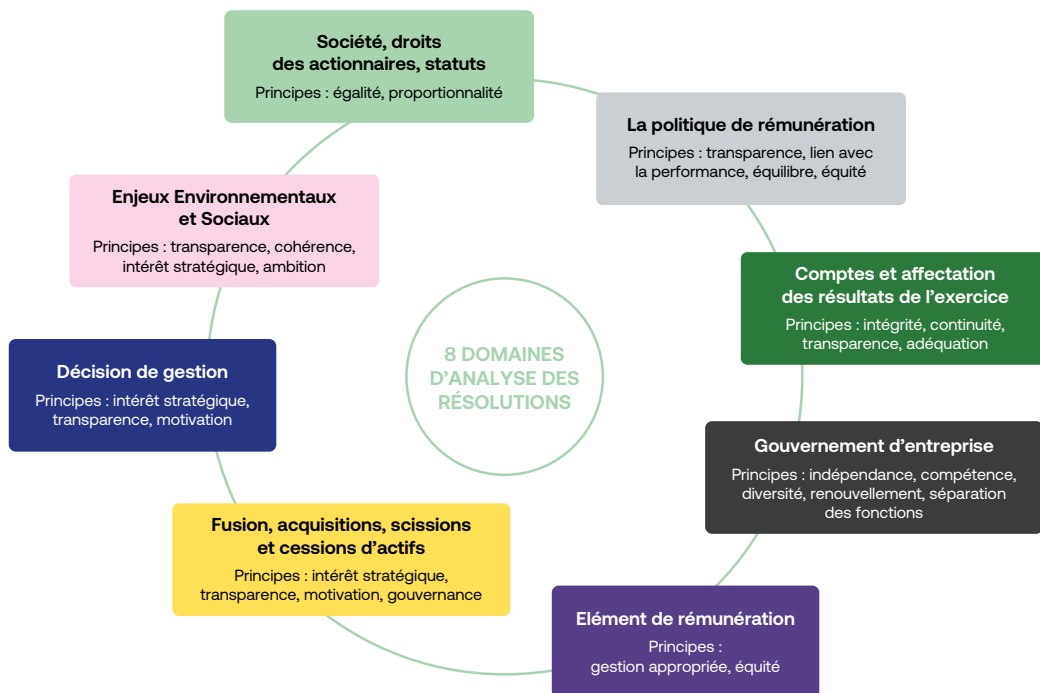 Société, droits
des actionnaires, statuts
Principes : égalité, proportionnalité
La politique de rémunération
Principes : transparence, lien avec
la performance, équilibre, équité
Enjeux Environnementaux
et Sociaux
Principes : transparence, cohérence,
intérêt stratégique, ambition
Comptes et affectation
des résultats de l’exercice
Principes : intégrité, continuité,
transparence, adéquation
8 DOMAINES
D’ANALYSE DES
RÉSOLUTIONS
Décision de gestion
Principes : intérêt stratégique,
transparence, motivation
Gouvernement d’entreprise
Principes : indépendance, compétence,
diversité, renouvellement, séparation
des fonctions
Fusion, acquisitions, scissions
et cessions d’actifs
Principes : intérêt stratégique,
transparence, motivation, gouvernance
Elément de rémunération
Principes :
gestion appropriée, équité